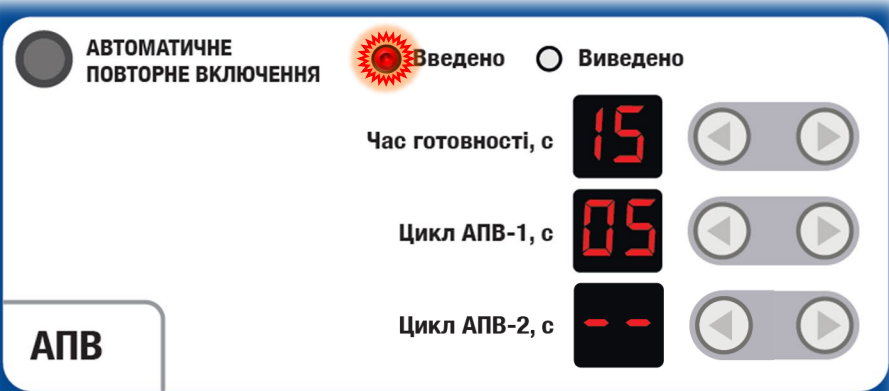 АВТОМАТИЧНЕ
ПОВТОРНЕ ВКЛЮЧЕННЯ
Введено
Виведено
Час готовності, с
15
Цикл АПВ-1, с
05
Цикл АПВ-2, с
--
АПВ